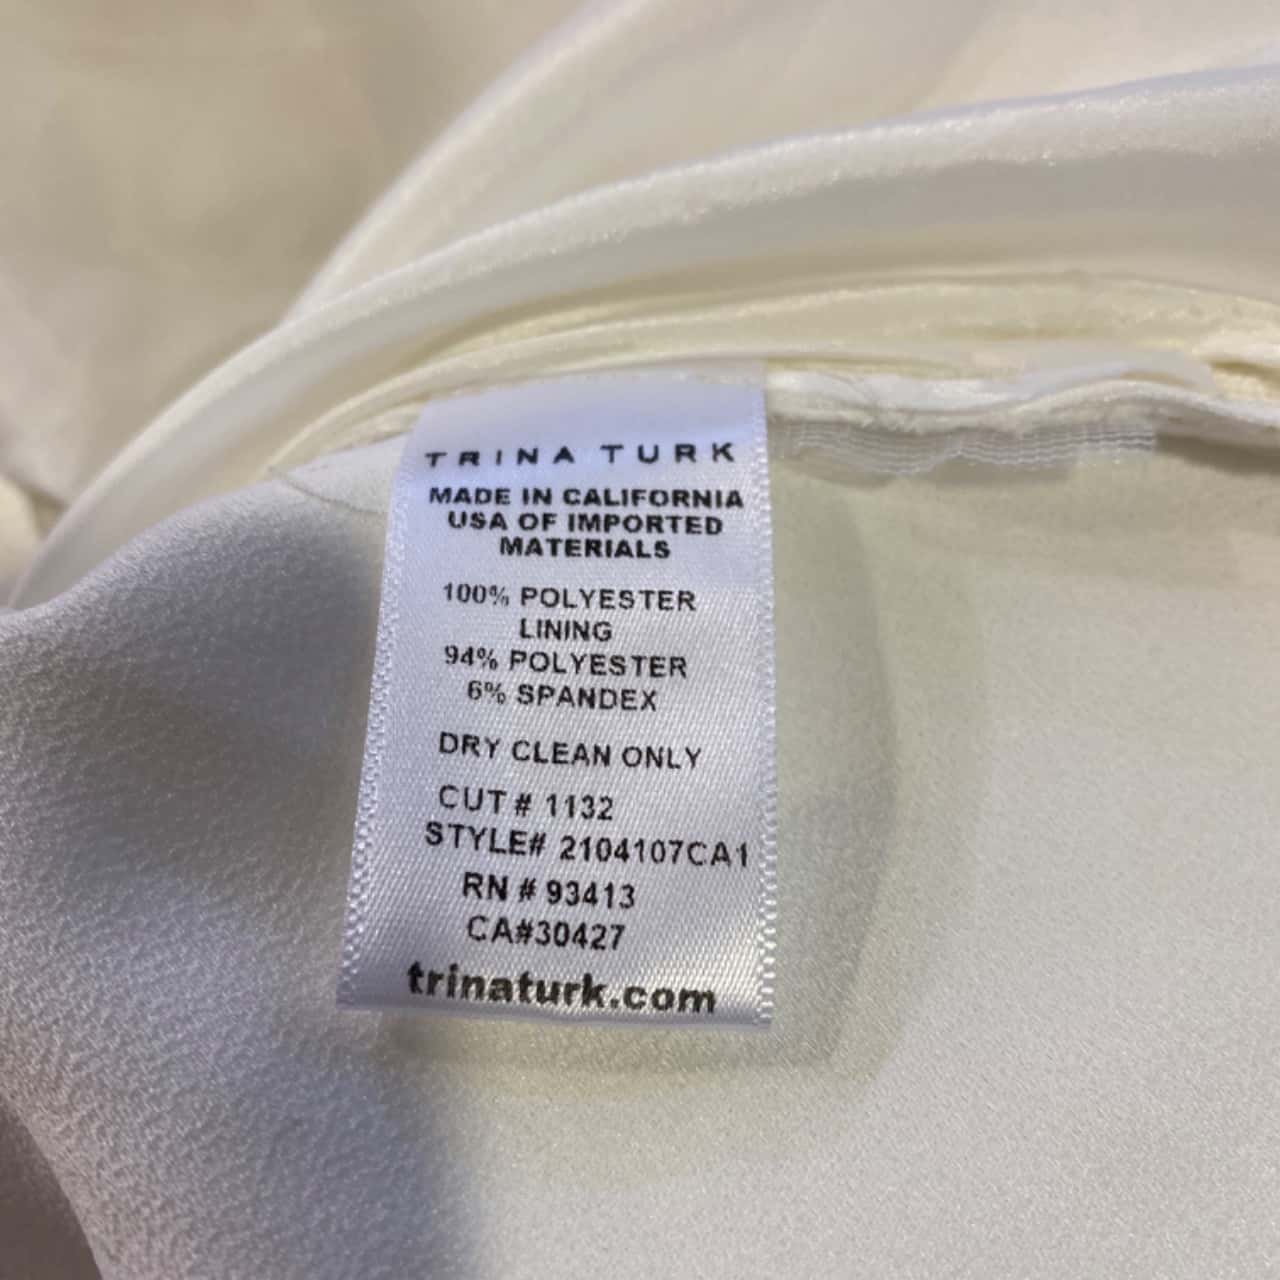 TRINA TURK
MADE IN CALIFORNIA
USA OF IMPORTED
MATERIALS
100% POLYESTER
LINING
94% POLYESTER
6% SPANDEX
DRY CLEAN ONLY
CUT # 1132
STYLE# 2104107CA1
RN # 93413
CA#30427
trinaturk.com